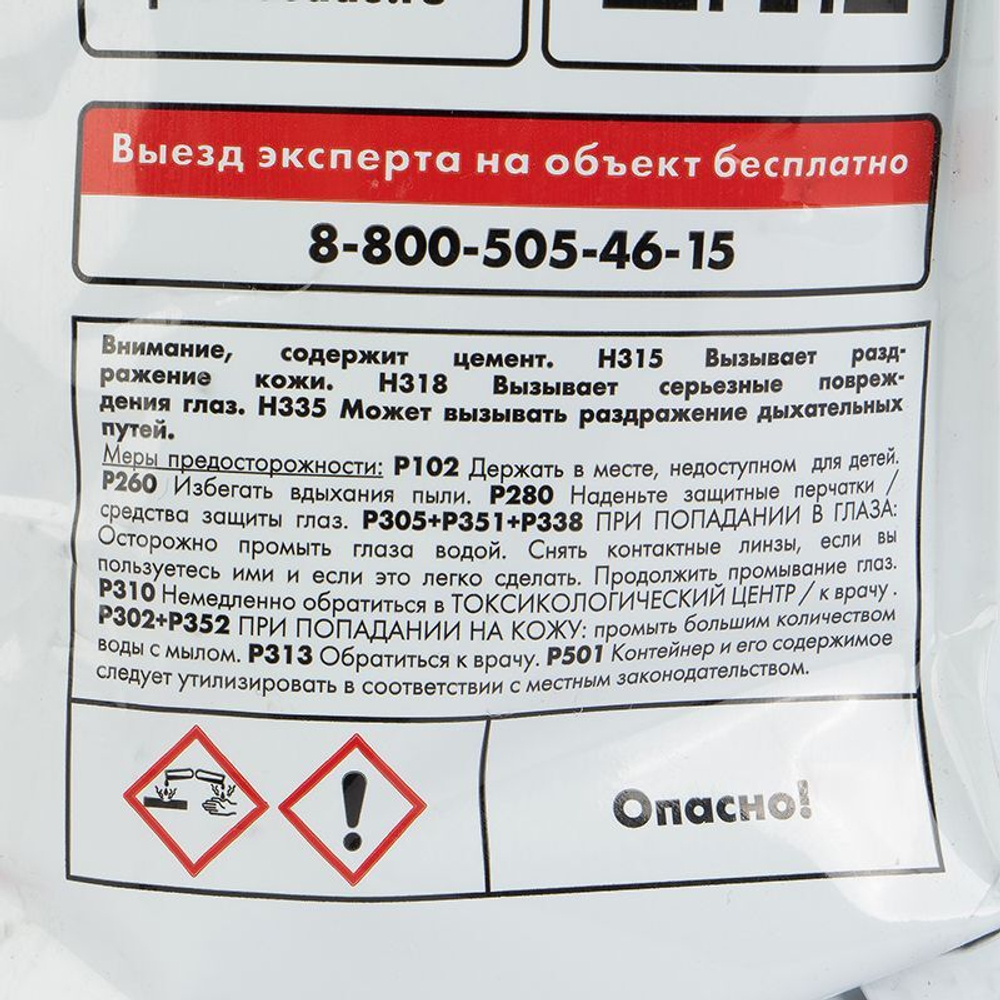 Выезд эксперта на объект бесплатно
8-800-505-46-15
Внимание, содержит цемент. H315 Вызывает разд-
ражение кожи. H318 Вызывает серьезные повреж-
дения глаз. H335 Может вызывать раздражение дыхательных
путей.
Меры предосторожности: P102 Держать в месте, недоступном для детей.
P260 Избегать вдыхания пыли. P280 Наденьте защитные перчатки /
средства защиты глаз. P305+P351+P338 ПРИ ПОПАДАНИИ В ГЛАЗА:
Осторожно промыть глаза водой. Снять контактные линзы, если вы
пользуетесь ими и если это легко сделать. Продолжить промывание глаз.
P310 Немедленно обратиться в ТОКСИКОЛОГИЧЕСКИЙ ЦЕНТР / к врачу .
P302+P352 ПРИ ПОПАДАНИИ НА КОЖУ: промыть большим количеством
воды с мылом. P313 Обратиться к врачу. P501 Контейнер и его содержимое
следует утилизировать в соответствии с местным законодательством.
Опасно!